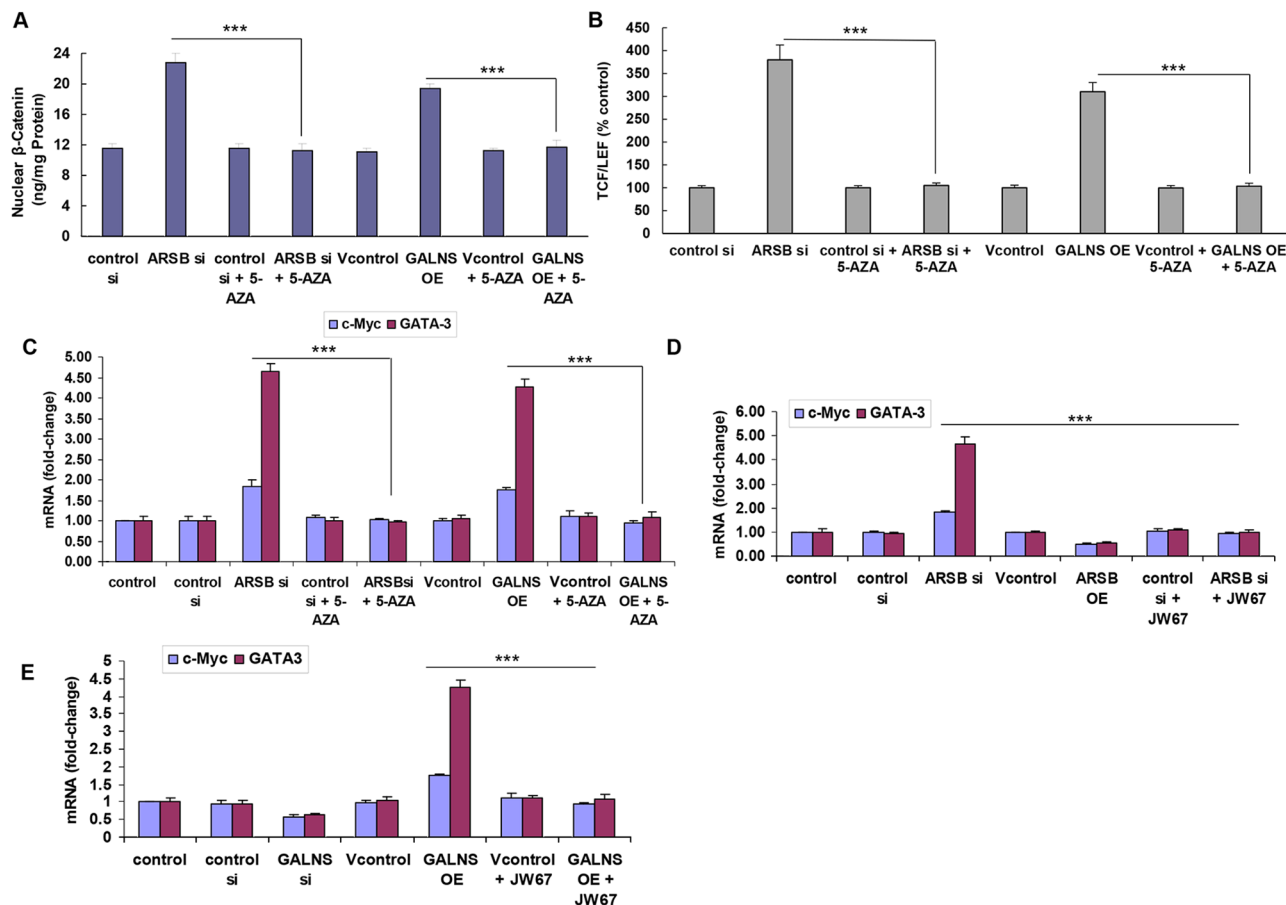 A
Nuclear β-Catenin
(ng/mg Protein)
24
20
16
12
8
4
0
***
***
control
si
ARSB si
control
si + 5-
AZA
ARSB si
+ 5-AZA
Vcontrol
GALNS
OE
Vcontrol
+ 5-AZA
GALNS
OE + 5-
AZA
B
TCF/LEF (% control)
450
400
350
300
250
200
150
100
50
0
***
***
control si
ARSB si
control si +
5-AZA
ARSB si +
5-AZA
Vcontrol
GALNS OE
Vcontrol +
5-AZA
GALNS OE
+ 5-AZA
C
c-Myc GATA-3
mRNA (fold-change)
5.00
4.50
4.00
3.50
3.00
2.50
2.00
1.50
1.00
0.50
0.00
***
***
control
control
si
ARSB si
control
si + 5-
AZA
ARSBsi
+ 5-AZA
Vcontrol
GALNS
OE
Vcontrol
+ 5-AZA
GALNS
OE + 5-
AZA
D
c-Myc GATA-3
mRNA (fold-change)
6.00
5.00
4.00
3.00
2.00
1.00
0.00
***
control
control
si
ARSB si
Vcontrol
ARSB
OE
control
si +
JW67
ARSB si
+ JW67
E
c-Myc GATA3
mRNA (fold-change)
5
4.5
4
3.5
3
2.5
2
1.5
1
0.5
0
***
control
control
si
GALNS
si
Vcontrol
GALNS
OE
Vcontrol
+ JW67
GALNS
OE +
JW67